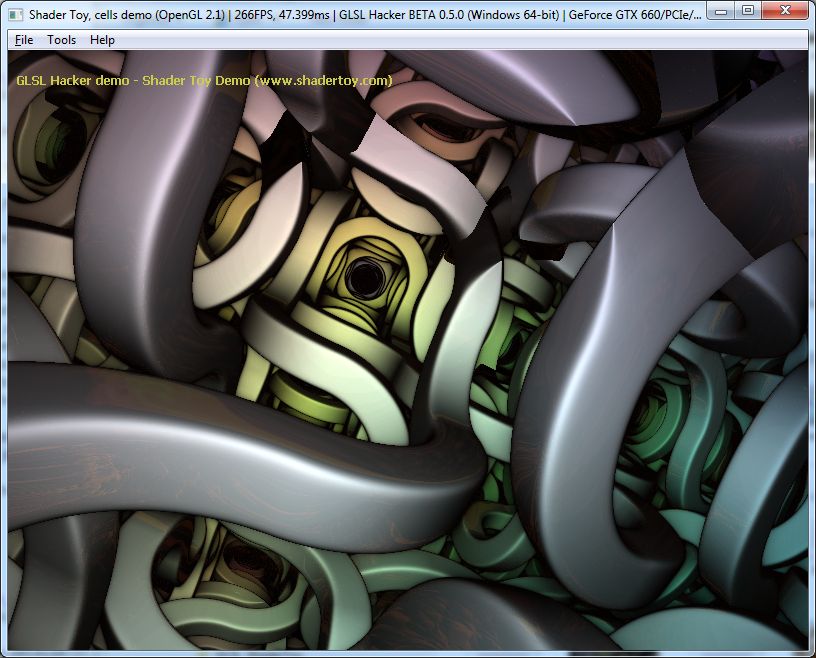 Shader Toy, cells demo (OpenGL 2.1) | 266FPS, 47.399ms | GLSL Hacker BETA 0.5.0 (Windows 64-bit) | GeForce GTX 660/PCIe/...
File Tools Help
GLSL Hacker demo - Shader Toy Demo (www.shadertoy.com)